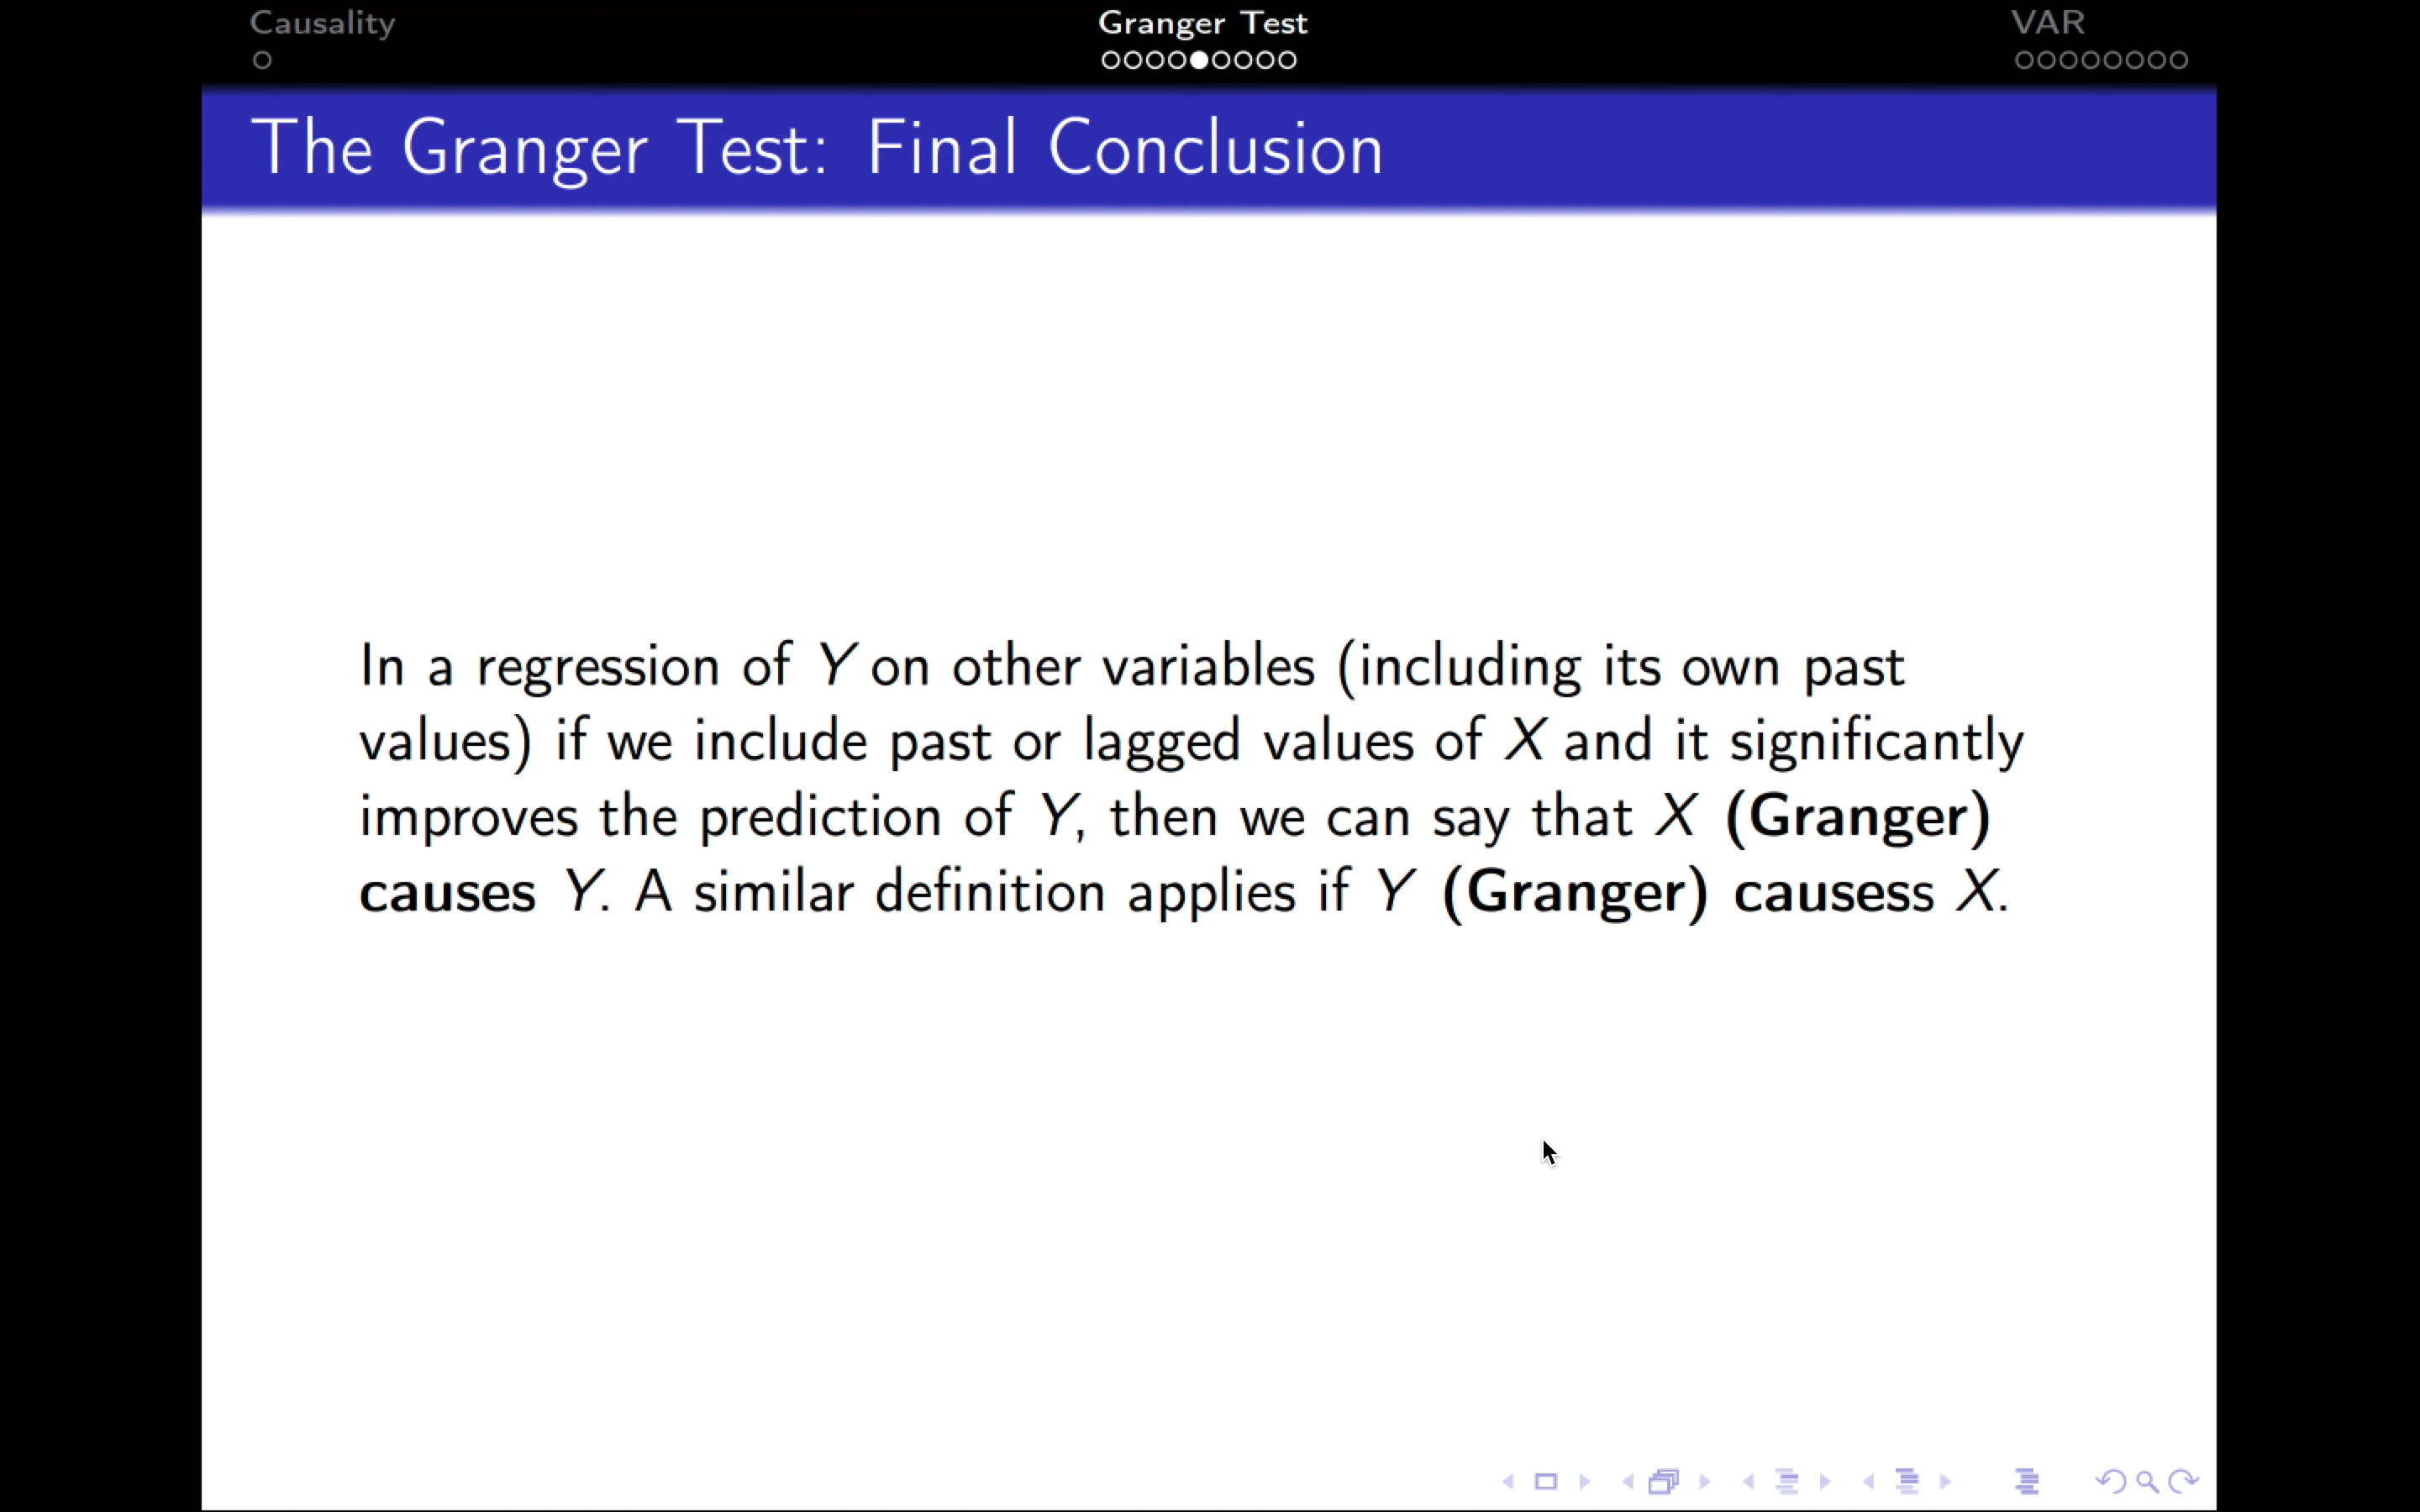 Causality
Granger Test
VAR
The Granger Test: Final Conclusion
In a regression of Y on other variables (including its own past
values) if we include past or lagged values of X and it significantly
improves the prediction of Y, then we can say that X (Granger)
causes Y. A similar definition applies if Y (Granger) causess X.